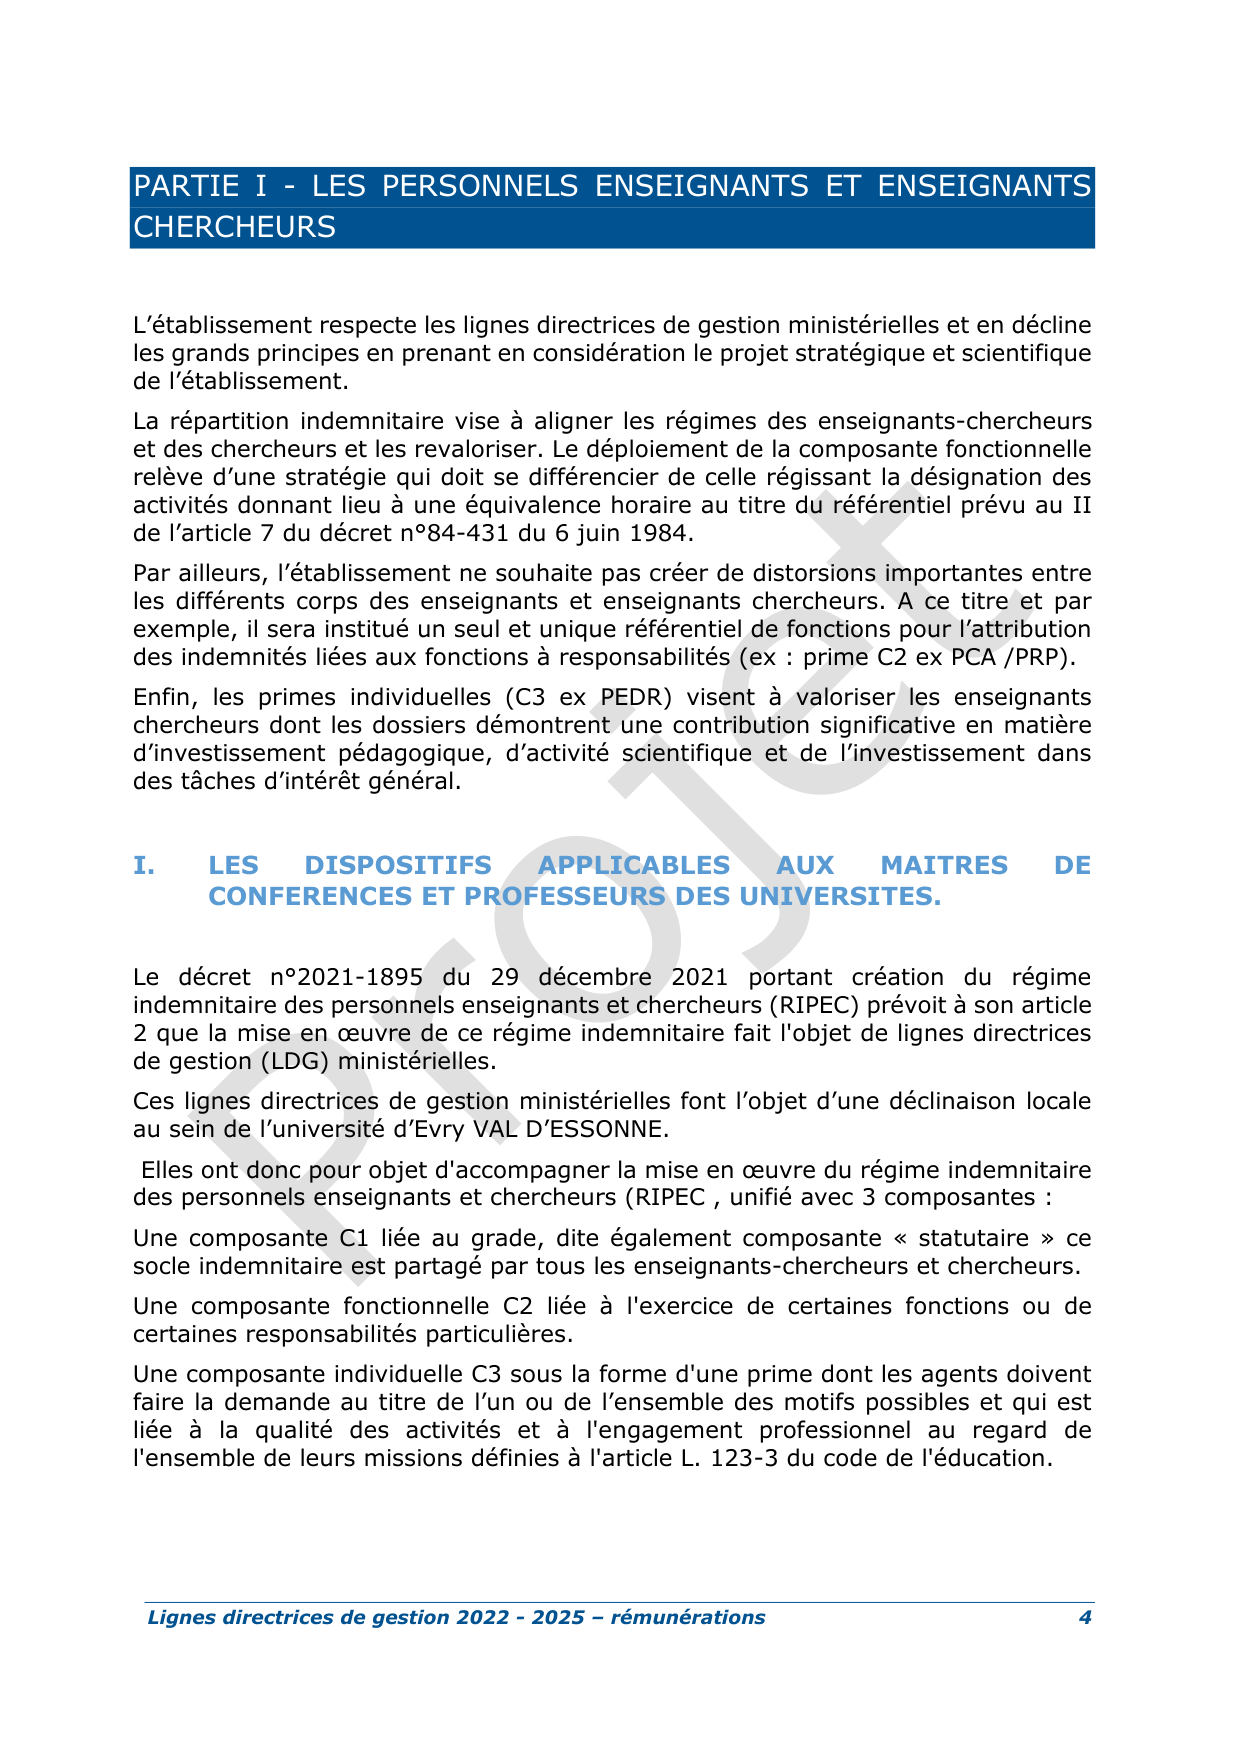 PARTIE I - LES PERSONNELS ENSEIGNANTS ET ENSEIGNANTS
CHERCHEURS
L’établissement respecte les lignes directrices de gestion ministérielles et en décline
les grands principes en prenant en considération le projet stratégique et scientifique
de l’établissement.
La répartition indemnitaire vise à aligner les régimes des enseignants-chercheurs
et des chercheurs et les revaloriser. Le déploiement de la composante fonctionnelle
relève d’une stratégie qui doit se différencier de celle régissant la désignation des
activités donnant lieu à une équivalence horaire au titre du référentiel prévu au II
de l’article 7 du décret n°84-431 du 6 juin 1984.
Par ailleurs, l’établissement ne souhaite pas créer de distorsions importantes entre
les différents corps des enseignants et enseignants chercheurs. A ce titre et par
exemple, il sera institué un seul et unique référentiel de fonctions pour l’attribution
des indemnités liées aux fonctions à responsabilités (ex : prime C2 ex PCA /PRP).
Enfin, les primes individuelles (C3 ex PEDR) visent à valoriser les enseignants
chercheurs dont les dossiers démontrent une contribution significative en matière
d’investissement pédagogique, d’activité scientifique et de l’investissement dans
des tâches d’intérêt général.
I. LES DISPOSITIFS APPLICABLES AUX MAITRES DE
CONFERENCES ET PROFESSEURS DES UNIVERSITES.
Le décret n°2021-1895 du 29 décembre 2021 portant création du régime
indemnitaire des personnels enseignants et chercheurs (RIPEC) prévoit à son article
2 que la mise en œuvre de ce régime indemnitaire fait l'objet de lignes directrices
de gestion (LDG) ministérielles.
Ces lignes directrices de gestion ministérielles font l’objet d’une déclinaison locale
au sein de l’université d’Evry VAL D’ESSONNE.
Elles ont donc pour objet d'accompagner la mise en œuvre du régime indemnitaire
des personnels enseignants et chercheurs (RIPEC , unifié avec 3 composantes :
Une composante C1 liée au grade, dite également composante « statutaire » ce
socle indemnitaire est partagé par tous les enseignants-chercheurs et chercheurs.
Une composante fonctionnelle C2 liée à l'exercice de certaines fonctions ou de
certaines responsabilités particulières.
Une composante individuelle C3 sous la forme d'une prime dont les agents doivent
faire la demande au titre de l’un ou de l’ensemble des motifs possibles et qui est
liée à la qualité des activités et à l'engagement professionnel au regard de
l'ensemble de leurs missions définies à l'article L. 123-3 du code de l'éducation.
Projet
Lignes directrices de gestion 2022 - 2025 – rémunérations 4